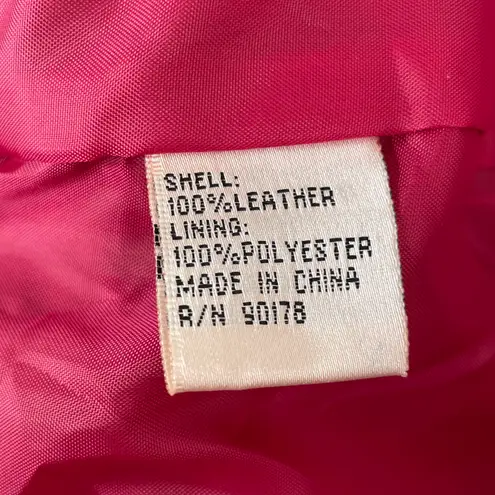 SHELL:
100%LEATHER
LINING:
100%POLYESTER
MADE IN CHINA
R/N 90178